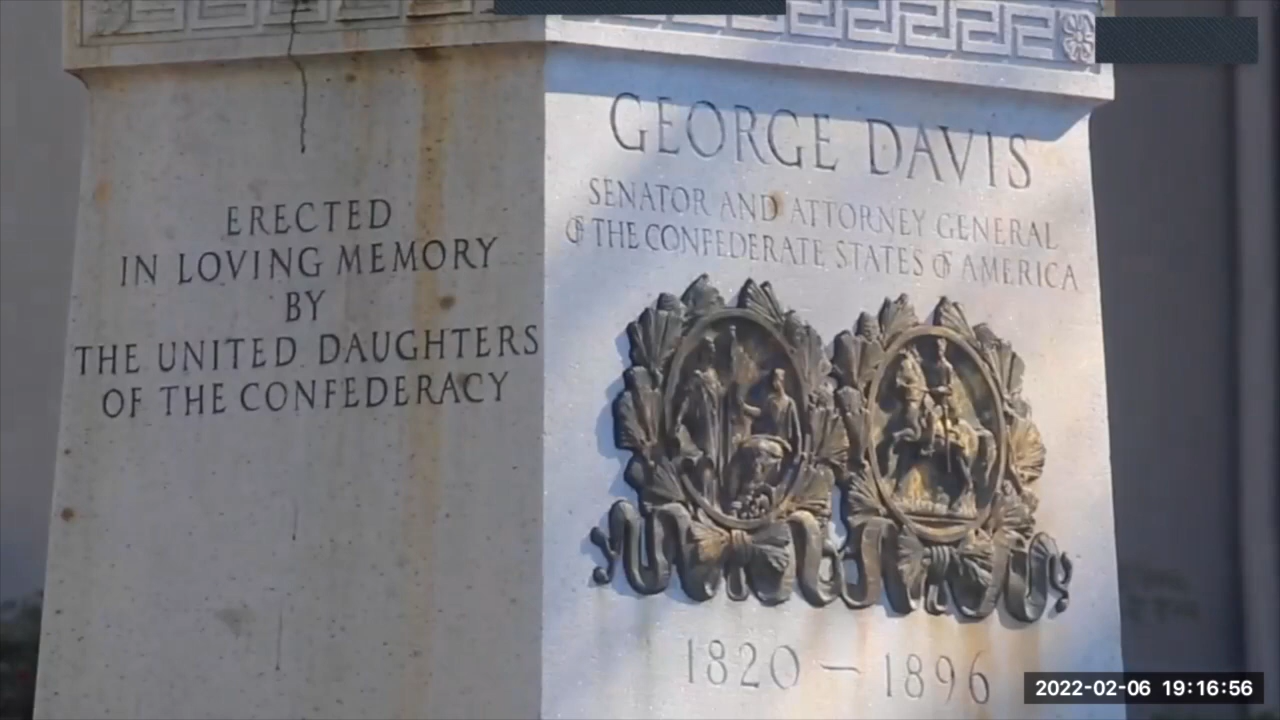 ERECTED
IN LOVING MEMORY
BY
THE UNITED DAUGHTERS
OF THE CONFEDERACY
GEORGE DAVIS
SENATOR AND ATTORNEY GENERAL
OF THE CONFEDERATE STATES OF AMERICA
1820 — 1896
2022-02-06 19:16:56